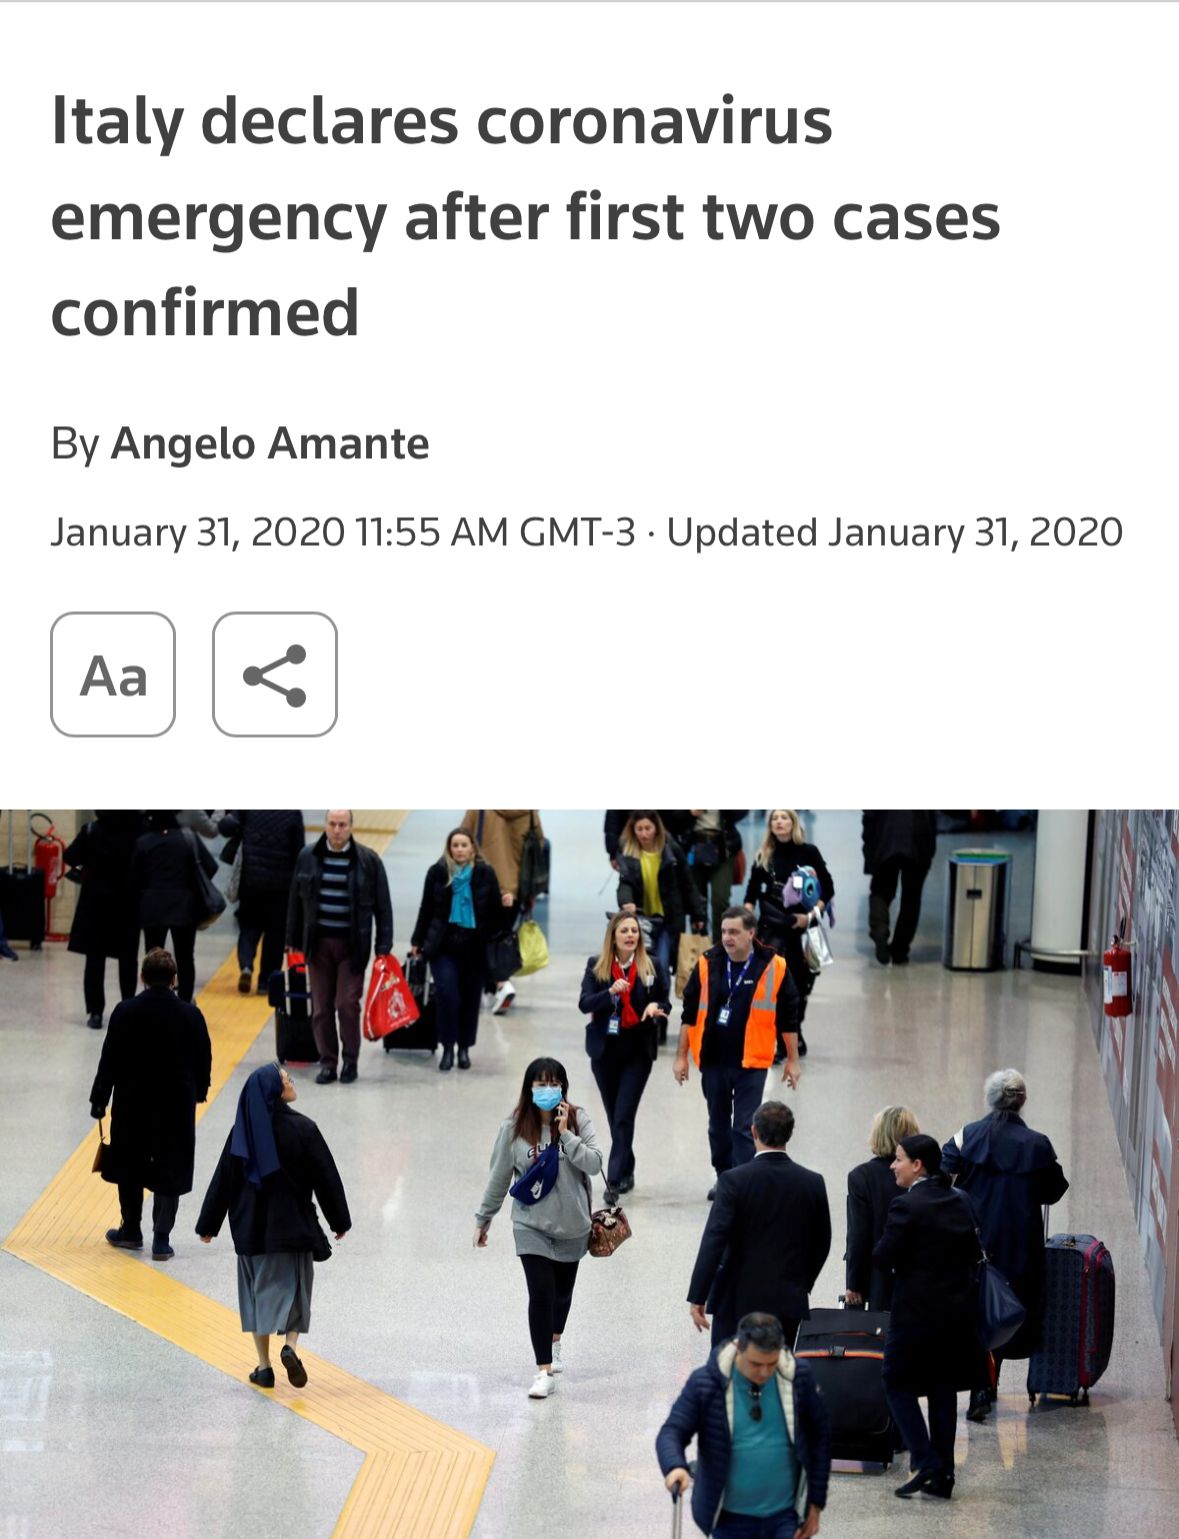 Italy declares coronavirus
emergency after first two cases
confirmed
By Angelo Amante
January 31, 2020 11:55 AM GMT-3 · Updated January 31, 2020
Aa